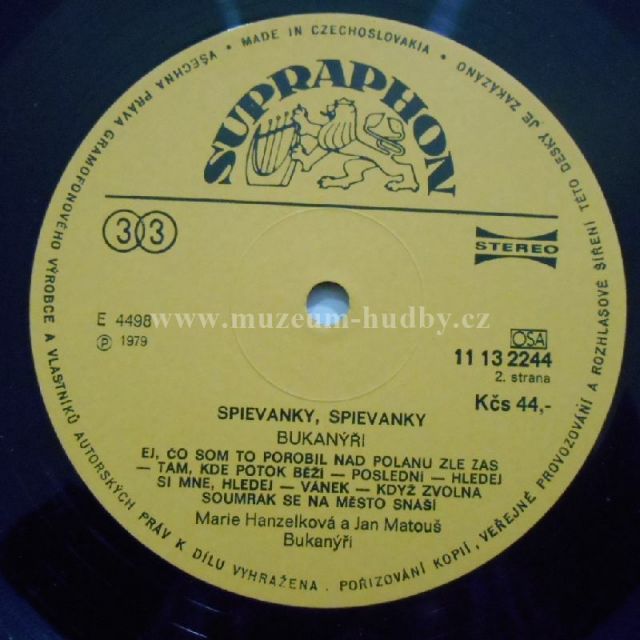 VŠECHNA PRÁVA GRAMOFONOVÉHO VÝROBCE A VLASTNÍKŮ AUTORSKÝCH PRÁV K DÍLU VYHRAŽENA. POŘIZOVÁNÍ KOPIÍ, VEŘEJNÉ PROVOZOVÁNÍ A ROZHLASOVÉ ŠÍŘENÍ TÉTO DESKY JE ZAKÁZÁNO • MADE IN CZECHOSLOVAKIA •
SUPRAPHON
33
STEREO
E 4498
Ⓟ 1979
www.muzeum-hudby.cz
OSA
11 13 2244
2. strana
Kčs 44,-
SPIEVANKY, SPIEVANKY
BUKANÝŘI
EJ, ČO SOM TO POROBIL NAD POLANU ZLE ZAS
— TAM, KDE POTOK BĚŽÍ — POSLEDNÍ — HLEDEJ
SI MNE, HLEDEJ — VÁNEK — KDYŽ ZVOLNA
SOUMRAK SE NA MĚSTO SNÁŠÍ
Marie Hanzelková a Jan Matouš
Bukanýři